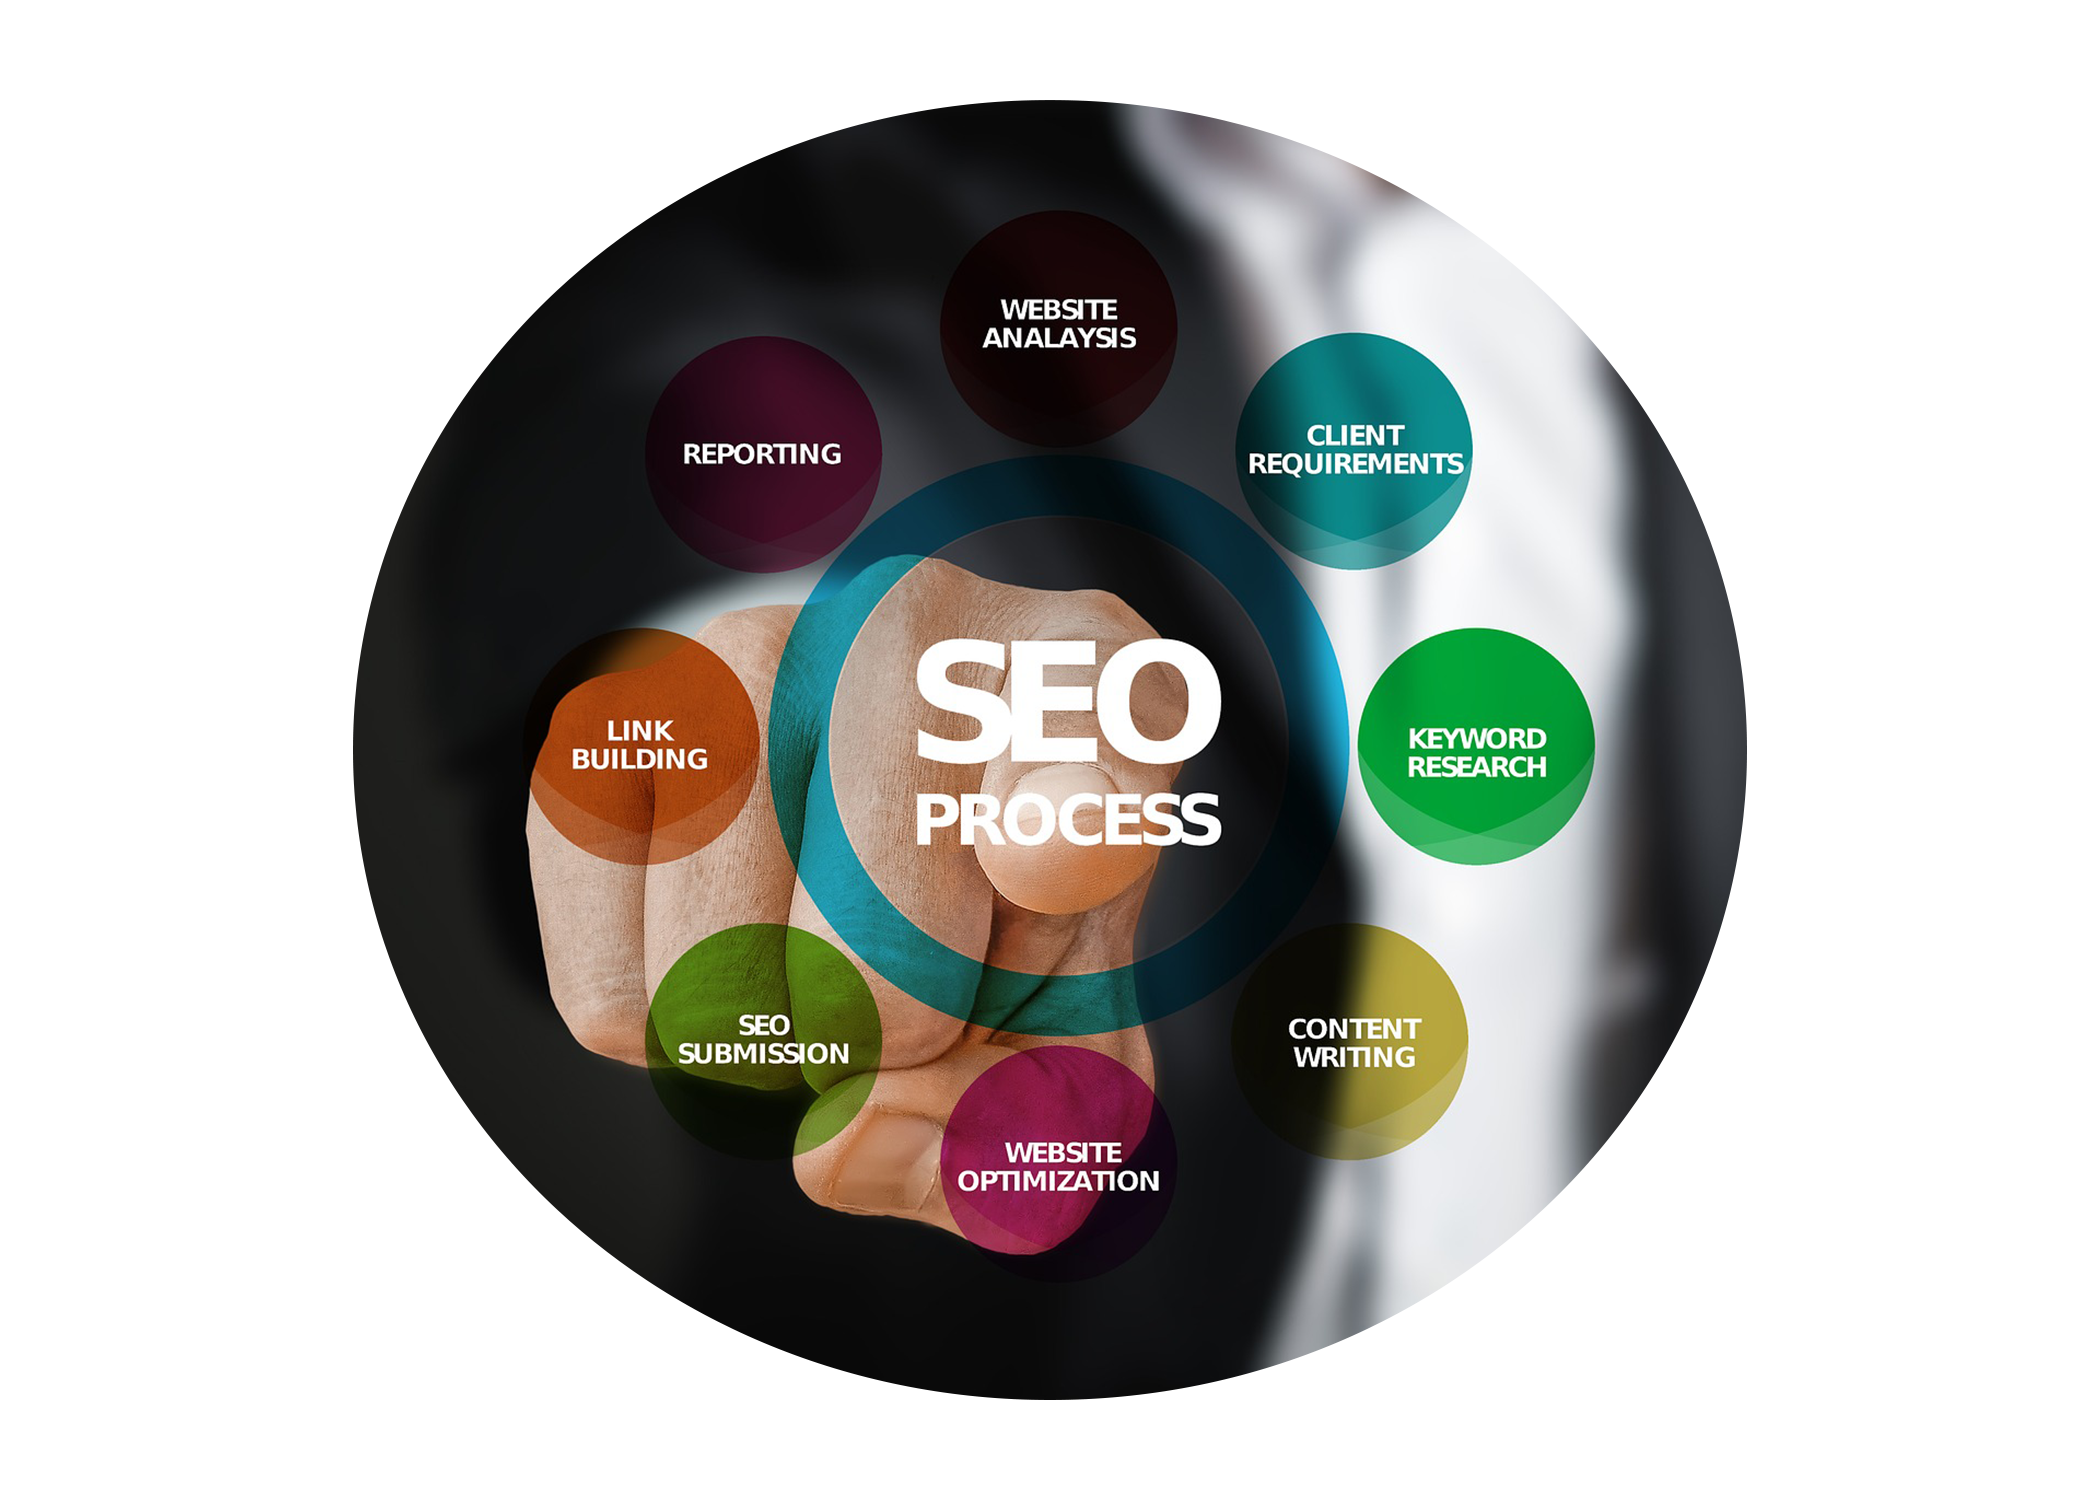 WEBSITE
ANALAYSIS
CLIENT
REQUIREMENTS
REPORTING
SEO
PROCESS
LINK
BUILDING
KEYWORD
RESEARCH
SEO
SUBMISSION
CONTENT
WRITING
WEBSITE
OPTIMIZATION